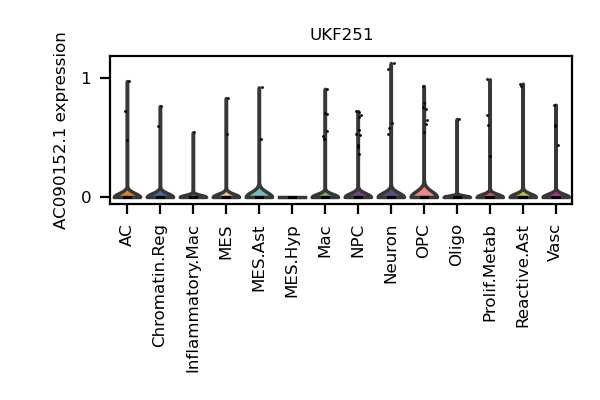 UKF251
AC090152.1 expression
1
0
AC
Chromatin.Reg
Inflammatory.Mac
MES
MES.Ast
MES.Hyp
Mac
NPC
Neuron
OPC
Oligo
Prolif.Metab
Reactive.Ast
Vasc